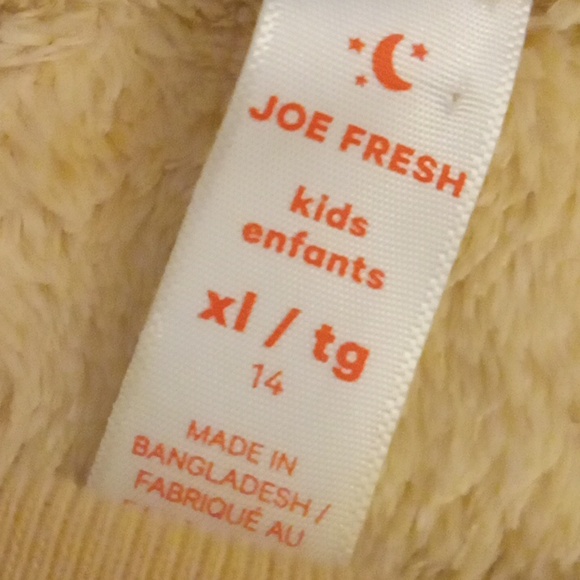 JOE FRESH
kids
enfants
xl / tg
14
MADE IN
BANGLADESH /
FABRIQUÉ AU